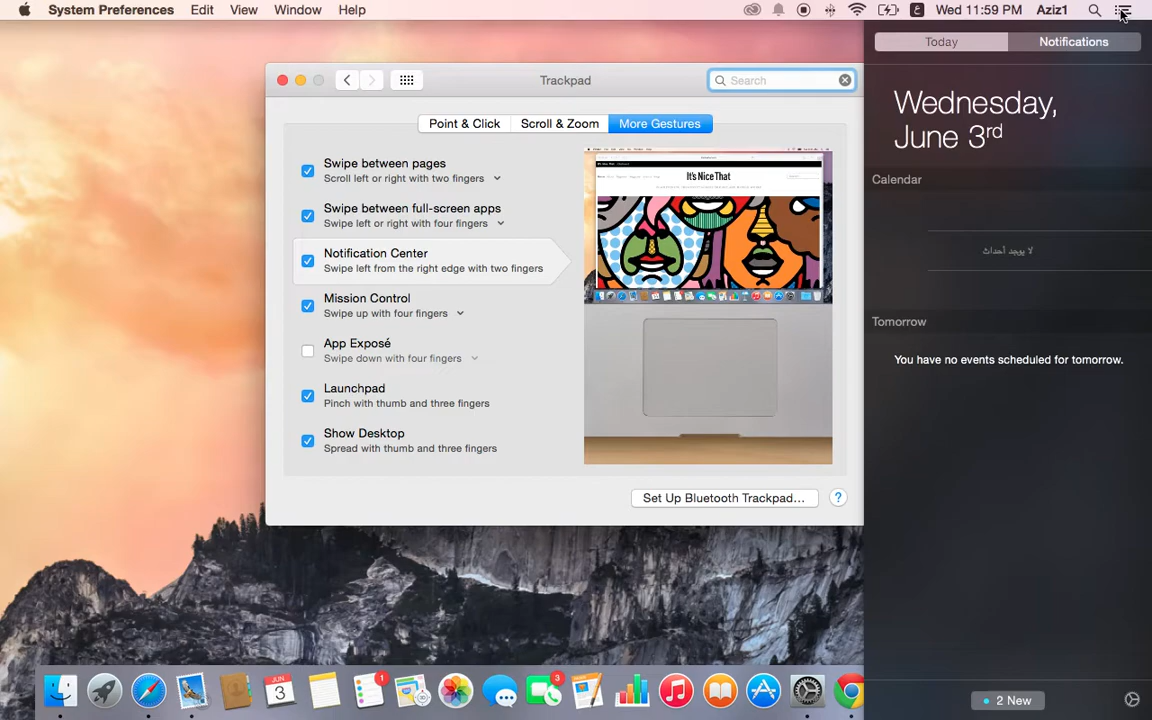 System Preferences Edit View Window Help
ع Wed 11:59 PM Aziz1
Today Notifications
Trackpad
Search
Point & Click Scroll & Zoom More Gestures
Swipe between pages
Scroll left or right with two fingers
Swipe between full-screen apps
Swipe left or right with four fingers
Notification Center
Swipe left from the right edge with two fingers
Mission Control
Swipe up with four fingers
App Exposé
Swipe down with four fingers
Launchpad
Pinch with thumb and three fingers
Show Desktop
Spread with thumb and three fingers
It's Nice That
Set Up Bluetooth Trackpad...
?
Wednesday,
June 3rd
Calendar
لا يوجد أحداث
Tomorrow
You have no events scheduled for tomorrow.
JUN
3
1
3
2 New